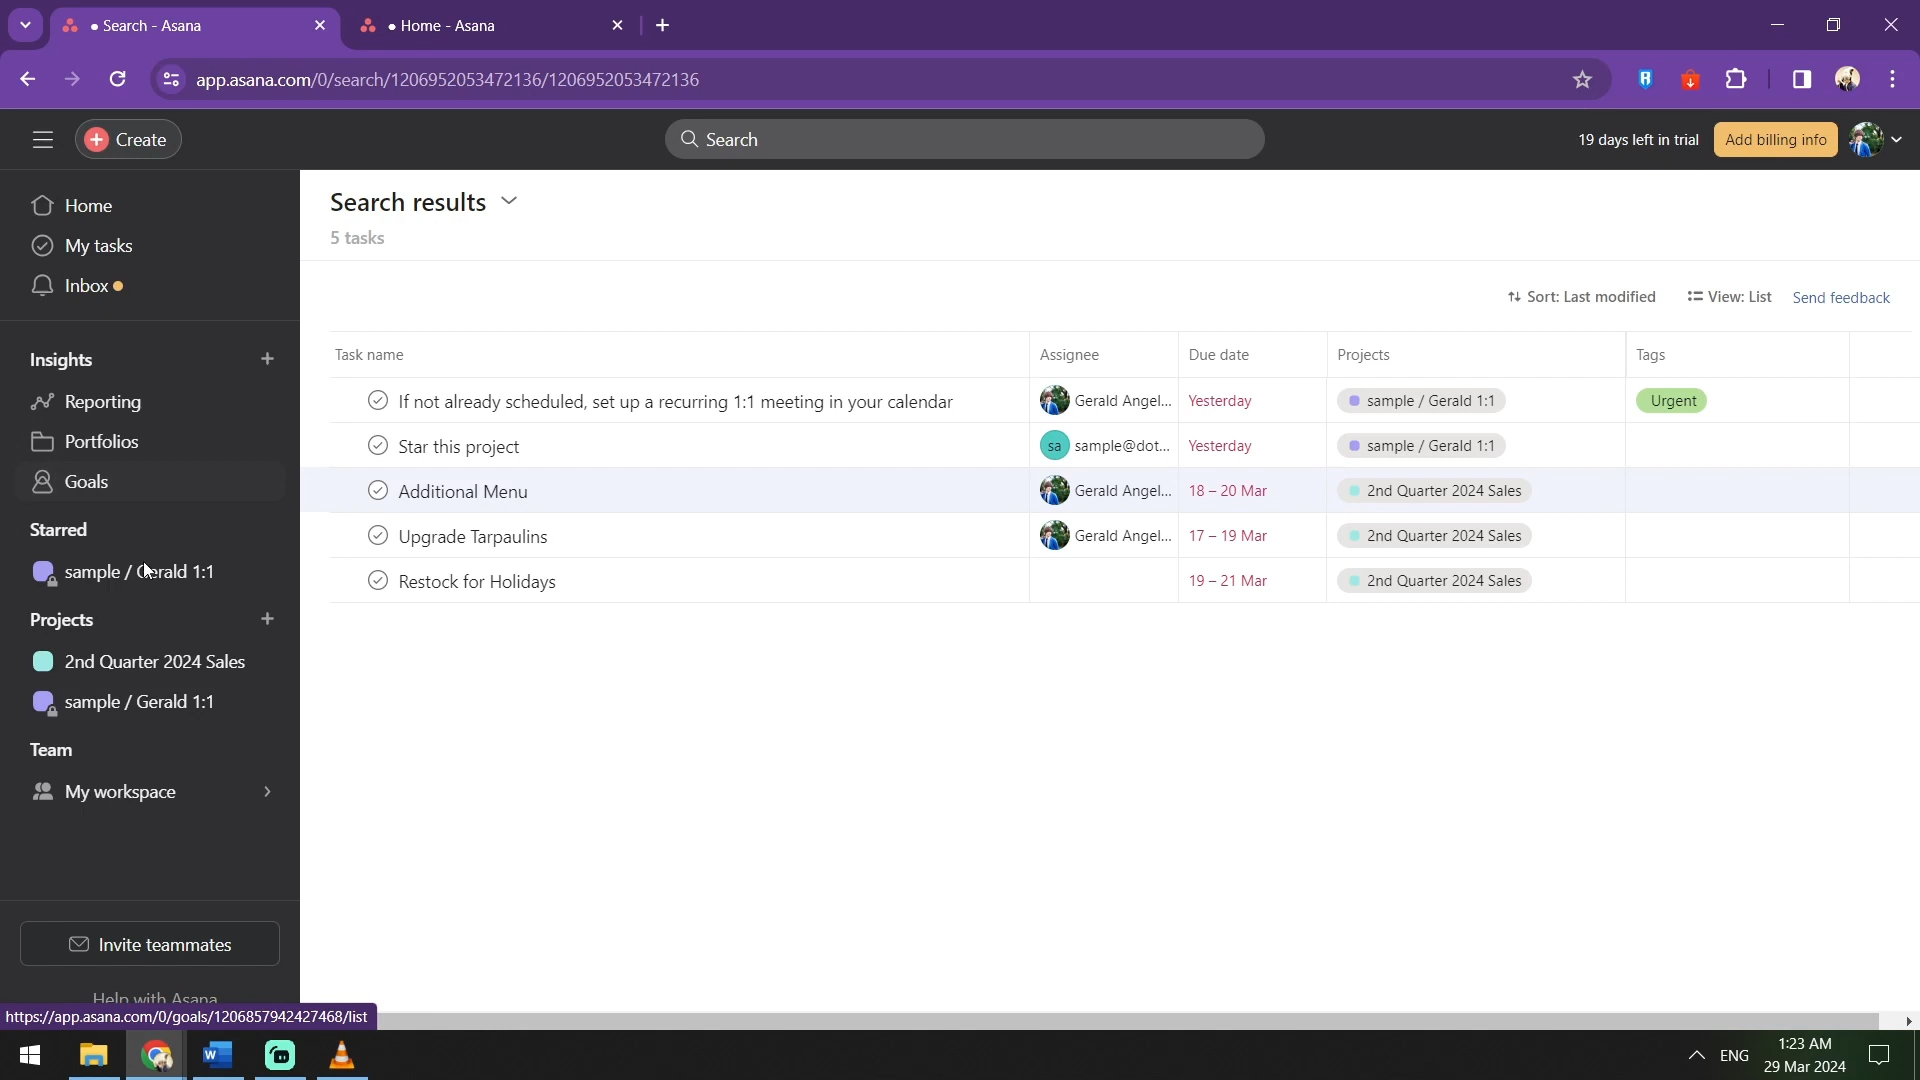 • Search - Asana
• Home - Asana
app.asana.com/0/search/1206952053472136/1206952053472136
Create
Search
19 days left in trial
Add billing info
Home
My tasks
Inbox
Insights
Reporting
Portfolios
Goals
Starred
sample / Gerald 1:1
Projects
2nd Quarter 2024 Sales
sample / Gerald 1:1
Team
My workspace
Invite teammates
Help with Asana
https://app.asana.com/0/goals/1206857942427468/list
Search results
5 tasks
Sort: Last modified
View: List
Send feedback
Task name Assignee Due date Projects Tags
If not already scheduled, set up a recurring 1:1 meeting in your calendar Gerald Angel... Yesterday sample / Gerald 1:1 Urgent
Star this project sa sample@dot... Yesterday sample / Gerald 1:1
Additional Menu Gerald Angel... 18 – 20 Mar 2nd Quarter 2024 Sales
Upgrade Tarpaulins Gerald Angel... 17 – 19 Mar 2nd Quarter 2024 Sales
Restock for Holidays 19 – 21 Mar 2nd Quarter 2024 Sales
ENG
1:23 AM
29 Mar 2024